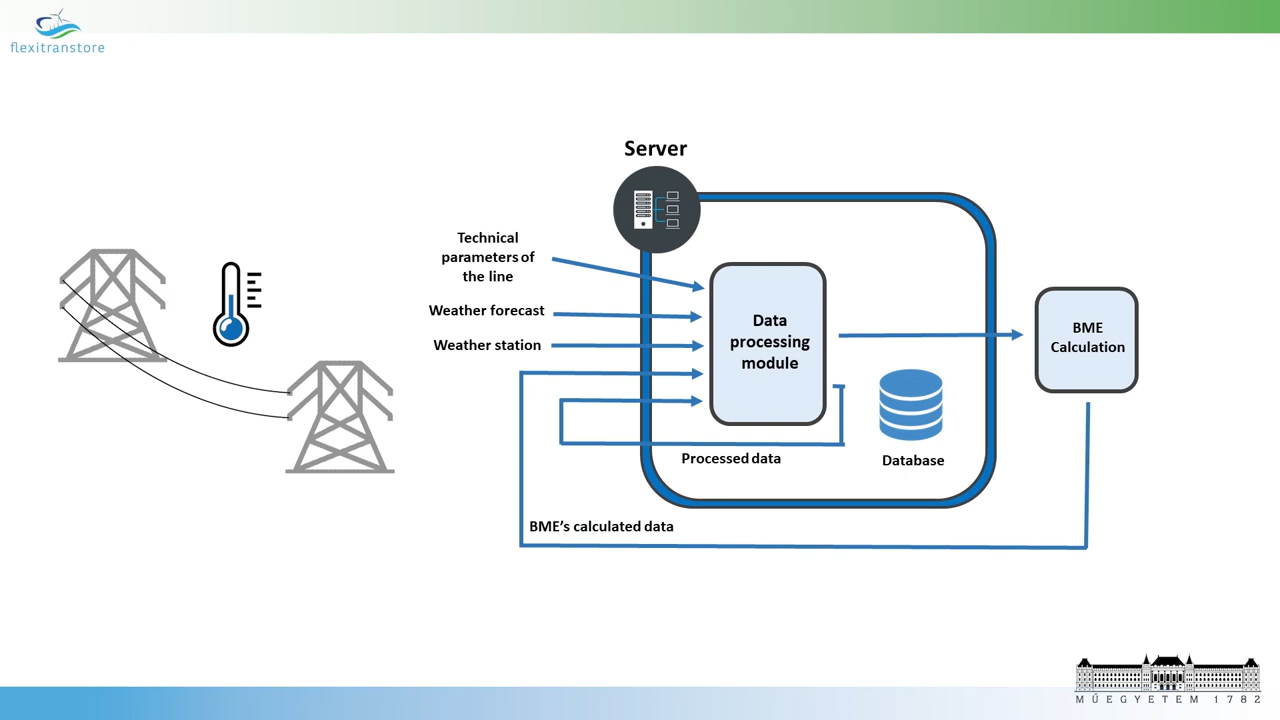 flexitranstore
Server
Technical
parameters of
the line
Weather forecast
Weather station
Data
processing
module
BME
Calculation
Processed data
Database
BME's calculated data
MŰEGYETEM 1782